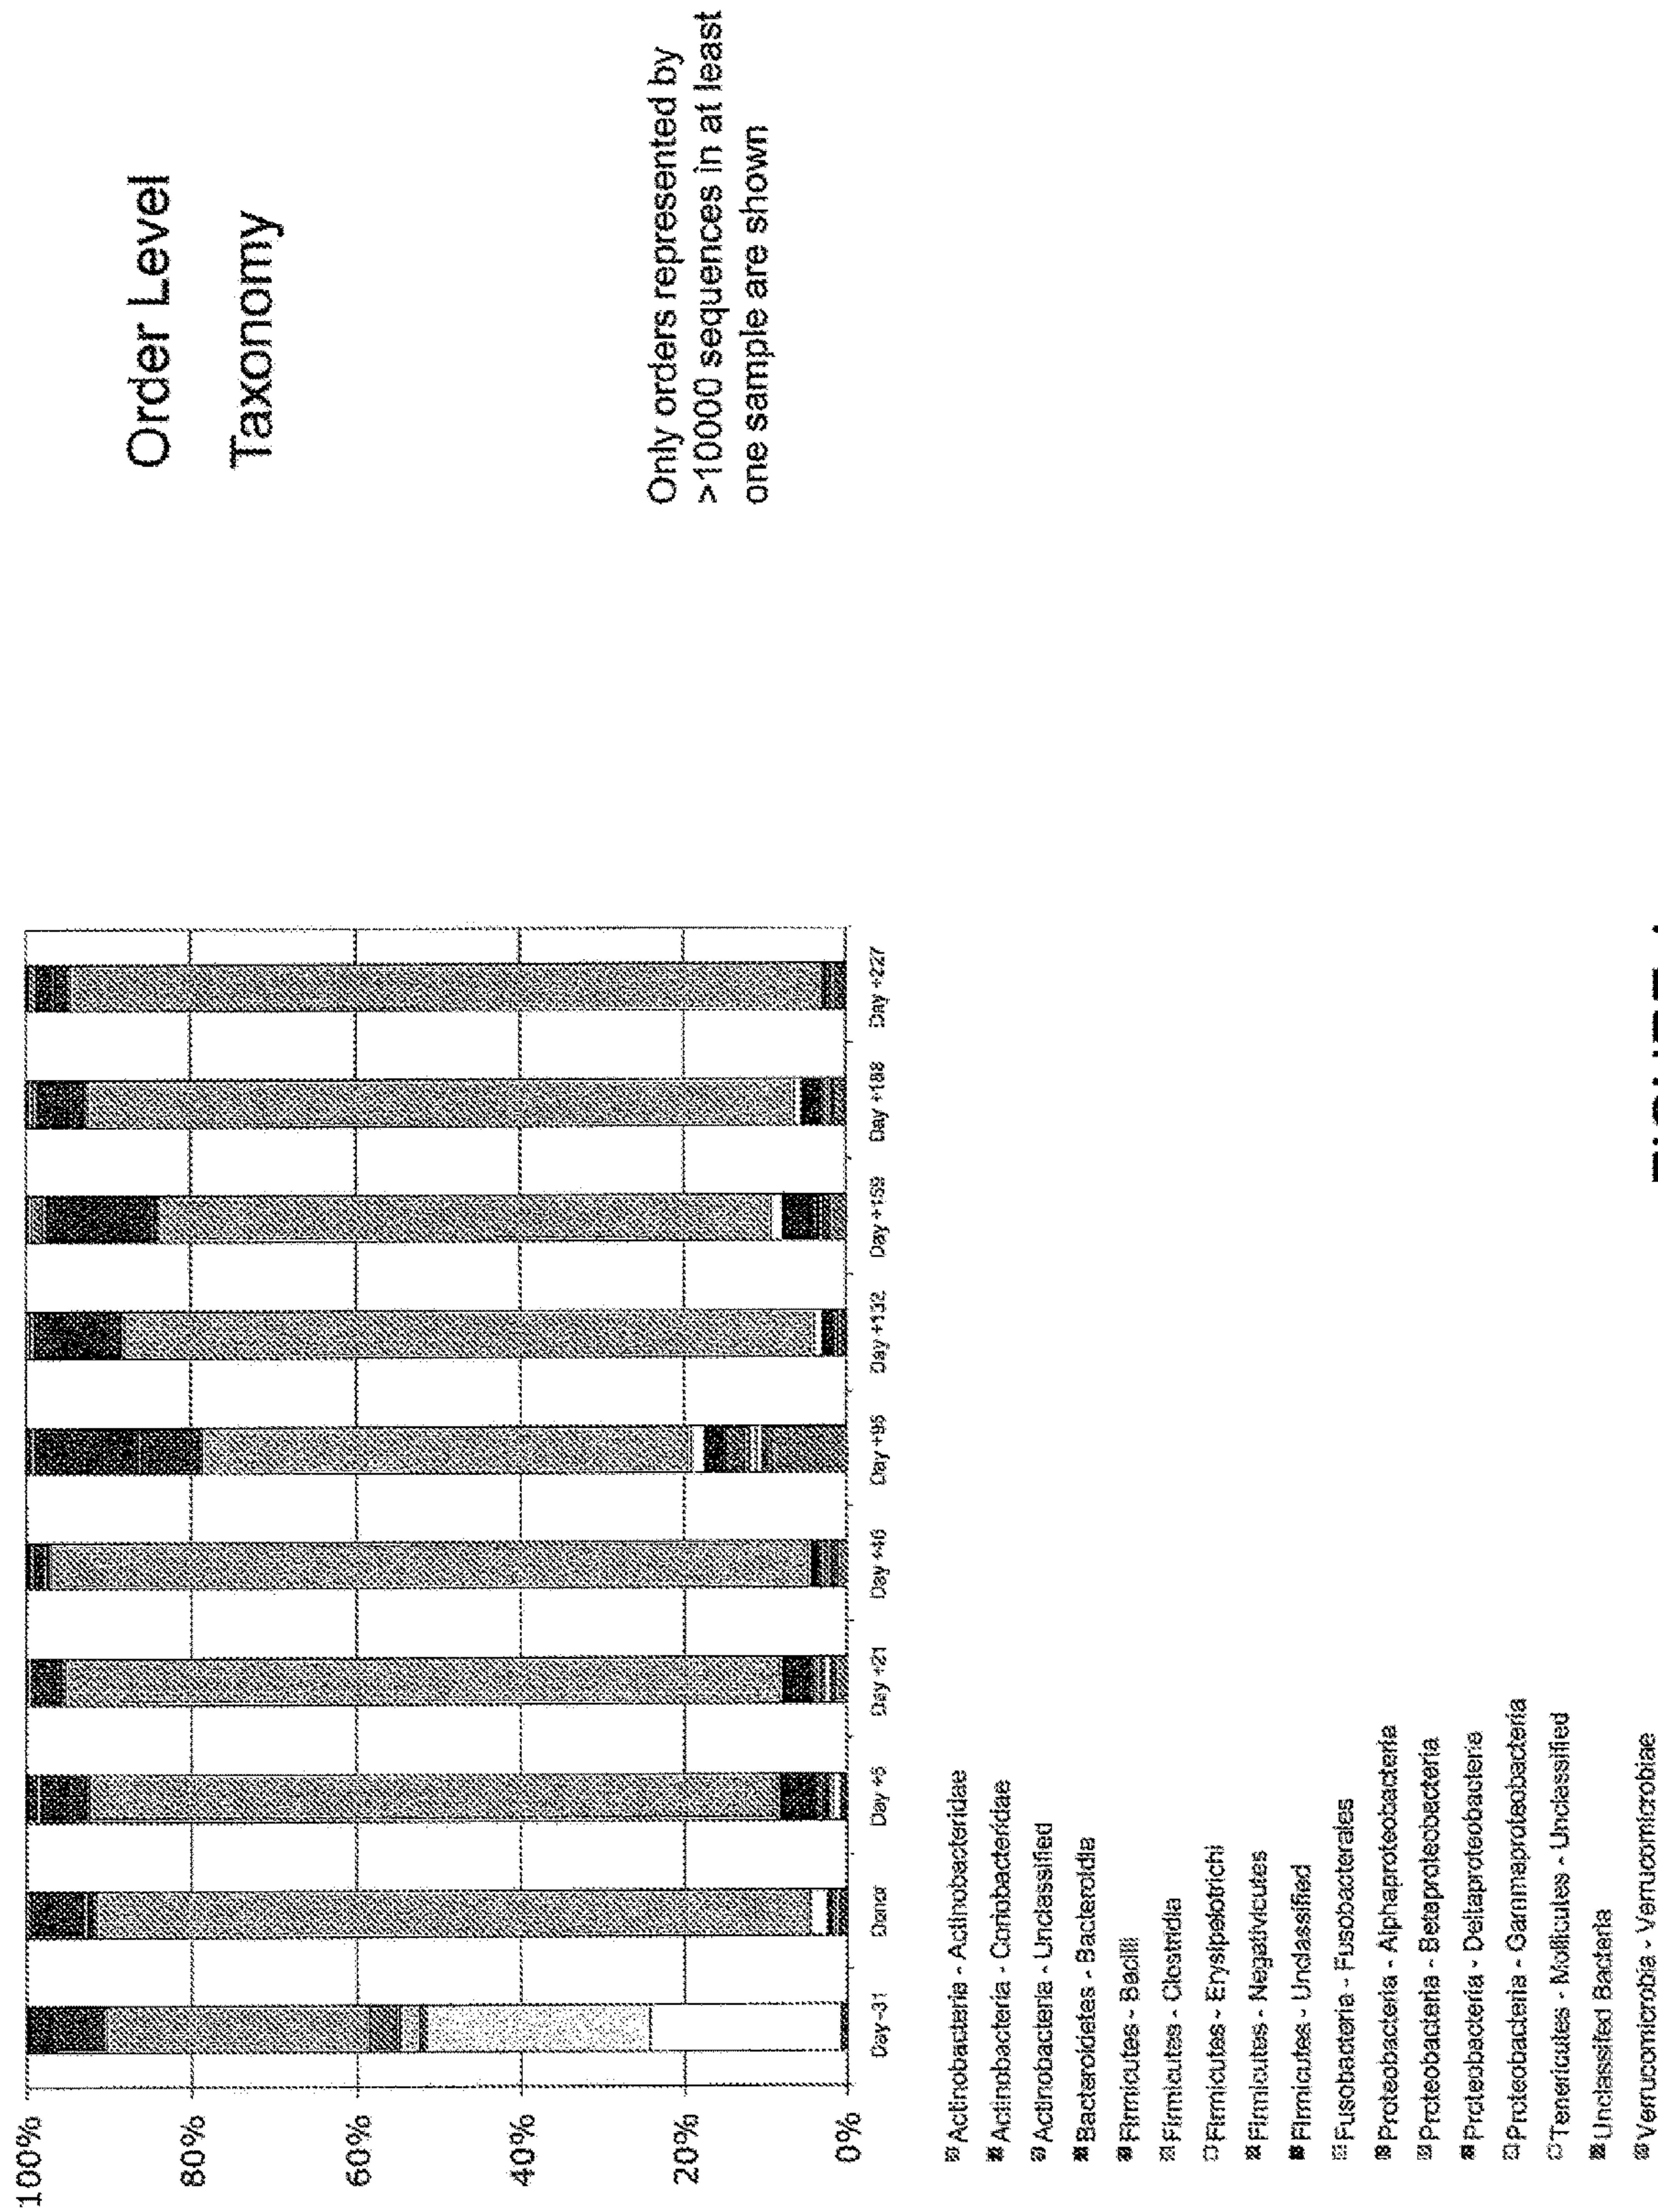 Order Level
Taxonomy
Only orders represented by
>10000 sequences in at least
one sample are shown
100%
80%
60%
40%
20%
0%
Day -31
Donor
Day +6
Day +21
Day +46
Day +95
Day +132
Day +159
Day +188
Day +227
Actinobacteria - Actinobacteridae
Actinobacteria - Coriobacteridae
Actinobacteria - Unclassified
Bacteroidetes - Bacteroidia
Firmicutes - Bacilli
Firmicutes - Clostridia
Firmicutes - Erysipelotrichi
Firmicutes - Negativicutes
Firmicutes - Unclassified
Fusobacteria - Fusobacterales
Proteobacteria - Alphaproteobacteria
Proteobacteria - Betaproteobacteria
Proteobacteria - Deltaproteobacteria
Proteobacteria - Gammaproteobacteria
Tenericutes - Mollicutes - Unclassified
Unclassified Bacteria
Verrucomicrobia - Verrucomicrobiae